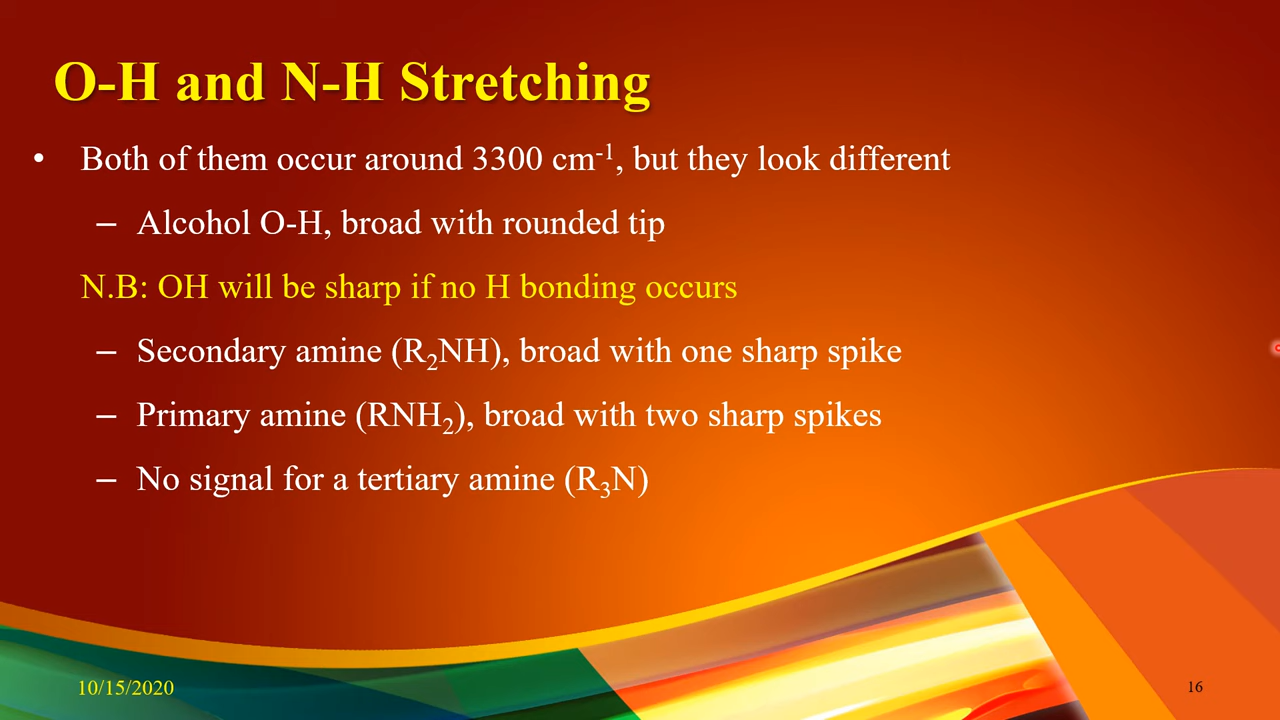 O-H and N-H Stretching
• Both of them occur around 3300 cm⁻¹, but they look different
– Alcohol O-H, broad with rounded tip
N.B: OH will be sharp if no H bonding occurs
– Secondary amine (R₂NH), broad with one sharp spike
– Primary amine (RNH₂), broad with two sharp spikes
– No signal for a tertiary amine (R₃N)
10/15/2020
16